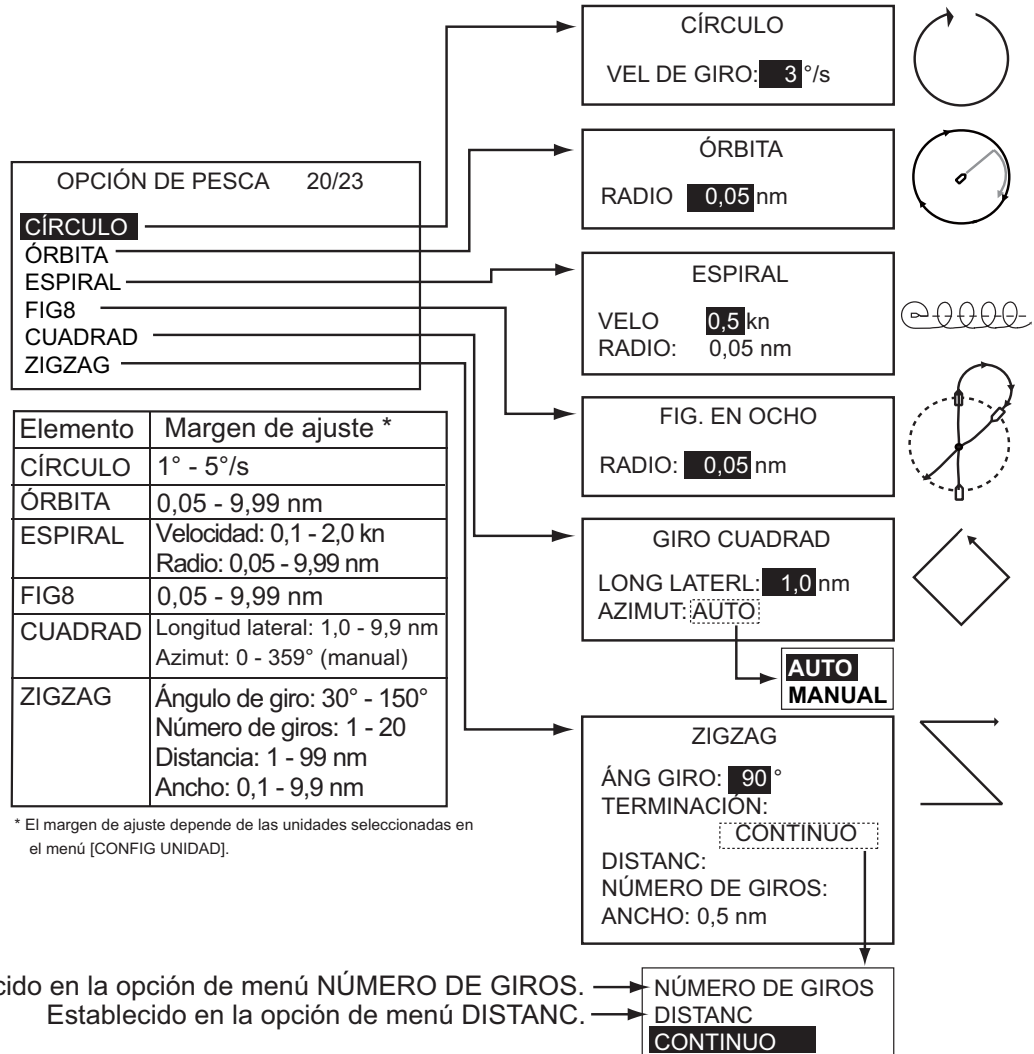 OPCIÓN DE PESCA 20/23
CÍRCULO
ÓRBITA
ESPIRAL
FIG8
CUADRAD
ZIGZAG
Elemento Margen de ajuste *
CÍRCULO 1° - 5°/s
ÓRBITA 0,05 - 9,99 nm
ESPIRAL Velocidad: 0,1 - 2,0 kn
Radio: 0,05 - 9,99 nm
FIG8 0,05 - 9,99 nm
CUADRAD Longitud lateral: 1,0 - 9,9 nm
Azimut: 0 - 359° (manual)
ZIGZAG Ángulo de giro: 30° - 150°
Número de giros: 1 - 20
Distancia: 1 - 99 nm
Ancho: 0,1 - 9,9 nm
* El margen de ajuste depende de las unidades seleccionadas en
el menú [CONFIG UNIDAD].
CÍRCULO
VEL DE GIRO: 3 °/s
ÓRBITA
RADIO 0,05 nm
ESPIRAL
VELO 0,5 kn
RADIO: 0,05 nm
FIG. EN OCHO
RADIO: 0,05 nm
GIRO CUADRAD
LONG LATERL: 1,0 nm
AZIMUT: AUTO
AUTO
MANUAL
ZIGZAG
ÁNG GIRO: 90 °
TERMINACIÓN:
CONTINUO
DISTANC:
NÚMERO DE GIROS:
ANCHO: 0,5 nm
en la opción de menú NÚMERO DE GIROS.
Establecido en la opción de menú DISTANC.
NÚMERO DE GIROS
DISTANC
CONTINUO